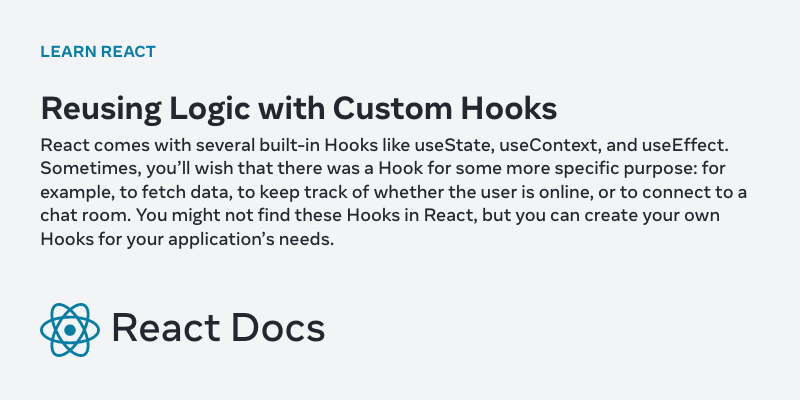 LEARN REACT
Reusing Logic with Custom Hooks
React comes with several built-in Hooks like useState, useContext, and useEffect.
Sometimes, you’ll wish that there was a Hook for some more specific purpose: for
example, to fetch data, to keep track of whether the user is online, or to connect to a
chat room. You might not find these Hooks in React, but you can create your own
Hooks for your application’s needs.
React Docs